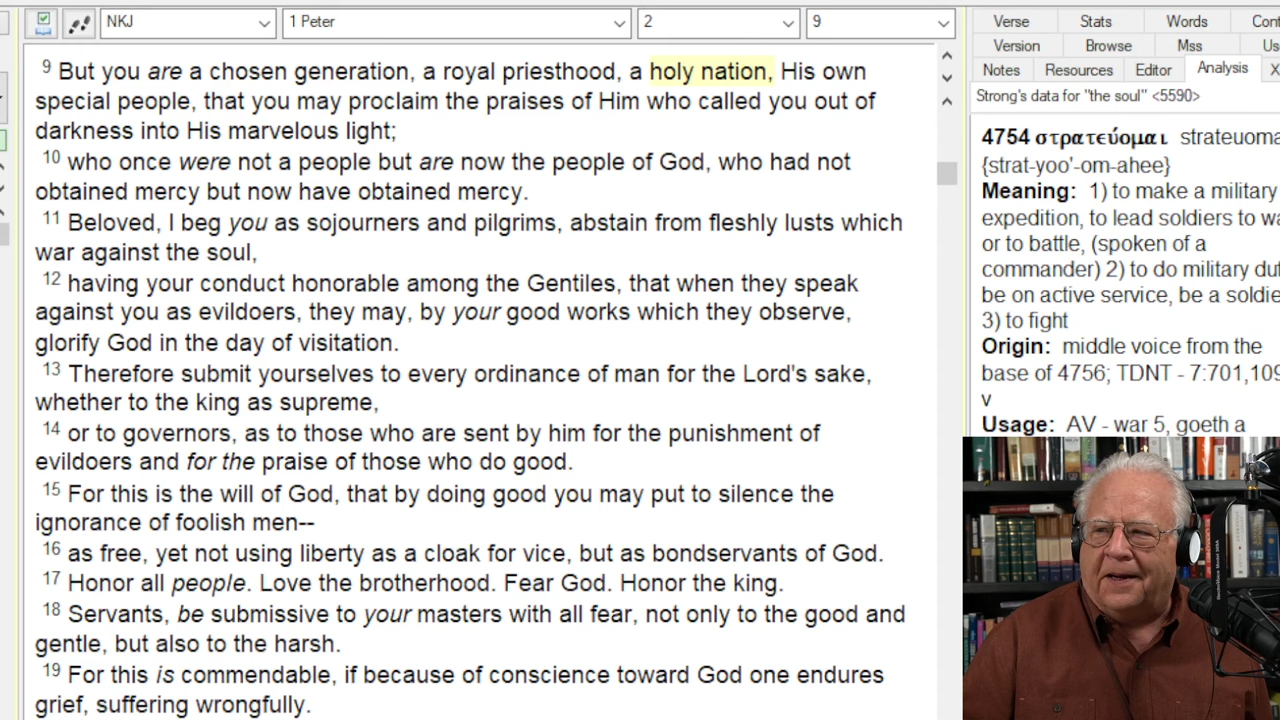 NKJ 1 Peter 2 9
9 But you are a chosen generation, a royal priesthood, a holy nation, His own
special people, that you may proclaim the praises of Him who called you out of
darkness into His marvelous light;
10 who once were not a people but are now the people of God, who had not
obtained mercy but now have obtained mercy.
11 Beloved, I beg you as sojourners and pilgrims, abstain from fleshly lusts which
war against the soul,
12 having your conduct honorable among the Gentiles, that when they speak
against you as evildoers, they may, by your good works which they observe,
glorify God in the day of visitation.
13 Therefore submit yourselves to every ordinance of man for the Lord's sake,
whether to the king as supreme,
14 or to governors, as to those who are sent by him for the punishment of
evildoers and for the praise of those who do good.
15 For this is the will of God, that by doing good you may put to silence the
ignorance of foolish men--
16 as free, yet not using liberty as a cloak for vice, but as bondservants of God.
17 Honor all people. Love the brotherhood. Fear God. Honor the king.
18 Servants, be submissive to your masters with all fear, not only to the good and
gentle, but also to the harsh.
19 For this is commendable, if because of conscience toward God one endures
grief, suffering wrongfully.
Verse Stats Words Cont
Version Browse Mss Us
Notes Resources Editor Analysis X
Strong's data for "the soul" <5590>
4754 στρατεύομαι strateuoma
{strat-yoo'-om-ahee}
Meaning: 1) to make a military
expedition, to lead soldiers to wa
or to battle, (spoken of a
commander) 2) to do military dut
be on active service, be a soldie
3) to fight
Origin: middle voice from the
base of 4756; TDNT - 7:701,109
v
Usage: AV - war 5, goeth a